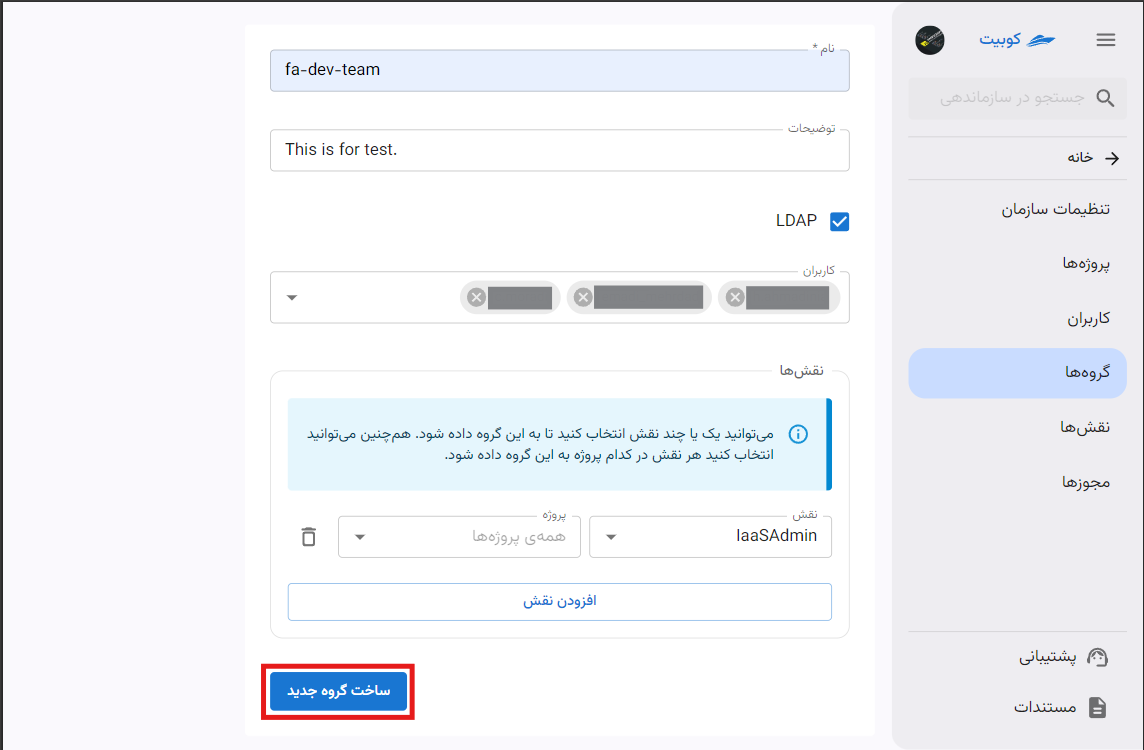 کوبیت
جستجو در سازماندهی
خانه
تنظیمات سازمان
پروژه‌ها
کاربران
گروه‌ها
نقش‌ها
مجوزها
پشتیبانی
مستندات
نام *
fa-dev-team
توضیحات
This is for test.
LDAP
کاربران
نقش‌ها
می‌توانید یک یا چند نقش انتخاب کنید تا به این گروه داده شود. هم‌چنین می‌توانید
انتخاب کنید هر نقش در کدام پروژه به این گروه داده شود.
نقش
IaaSAdmin
پروژه
همه‌ی پروژه‌ها
افزودن نقش
ساخت گروه جدید